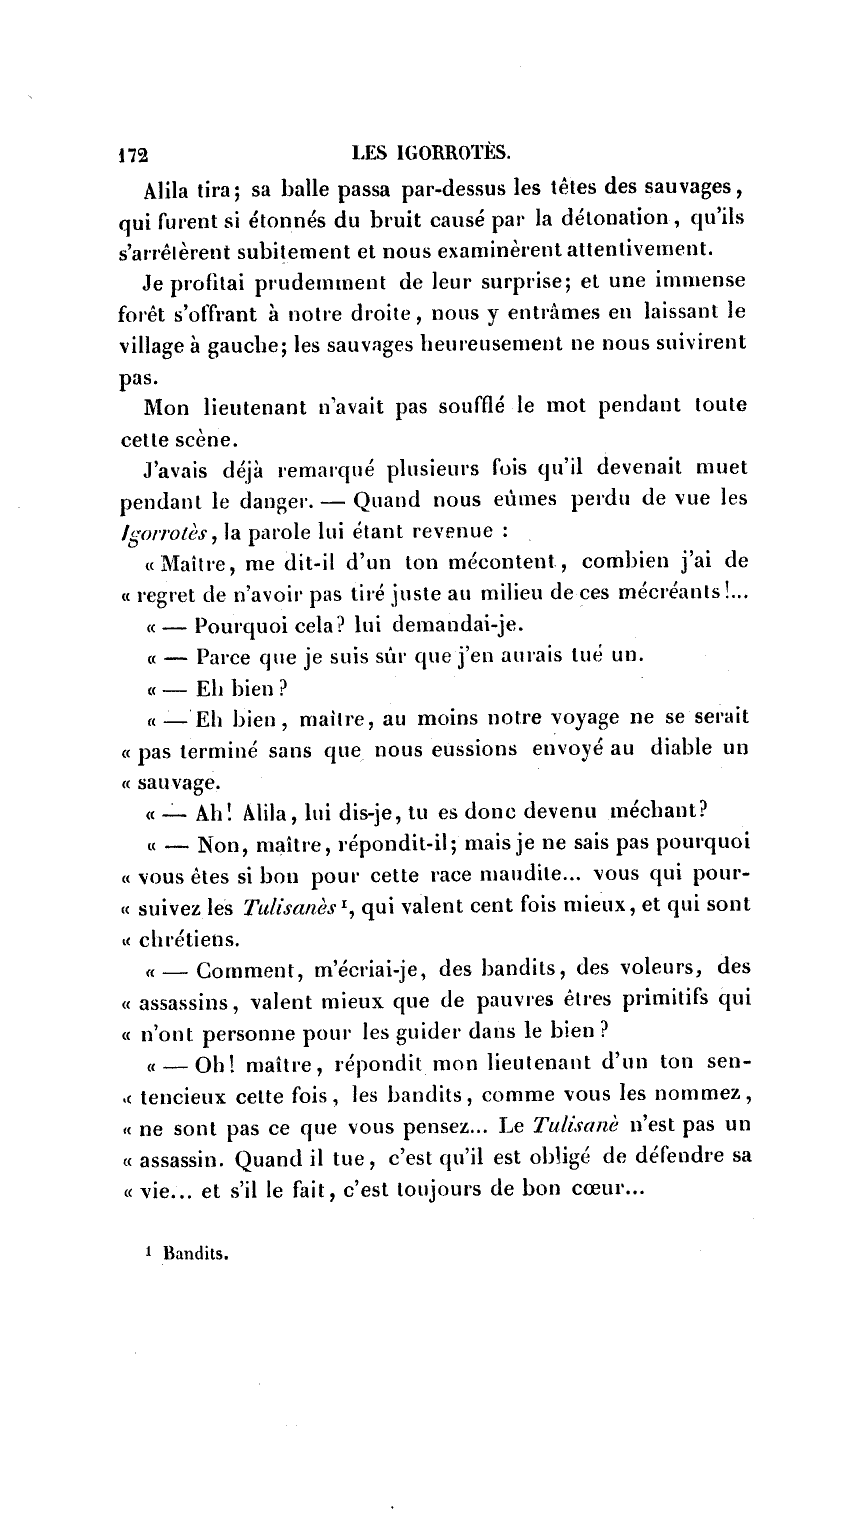 172 LES IGORROTÈS.
Alila tira; sa balle passa par-dessus les têtes des sauvages,
qui furent si étonnés du bruit causé par la détonation, qu'ils
s'arrêtèrent subitement et nous examinèrent attentivement.
Je profitai prudemment de leur surprise; et une immense
forêt s'offrant à notre droite, nous y entrâmes en laissant le
village à gauche; les sauvages heureusement ne nous suivirent
pas.
Mon lieutenant n'avait pas soufflé le mot pendant toute
cette scène.
J'avais déjà remarqué plusieurs fois qu'il devenait muet
pendant le danger. — Quand nous eûmes perdu de vue les
Igorrotès, la parole lui étant revenue :
« Maître, me dit-il d'un ton mécontent, combien j'ai de
« regret de n'avoir pas tiré juste au milieu de ces mécréants!...
« — Pourquoi cela? lui demandai-je.
« — Parce que je suis sûr que j'en aurais tué un.
« — Eh bien?
« — Eh bien, maître, au moins notre voyage ne se serait
« pas terminé sans que nous eussions envoyé au diable un
« sauvage.
« — Ah! Alila, lui dis-je, tu es donc devenu méchant?
« — Non, maître, répondit-il; mais je ne sais pas pourquoi
« vous êtes si bon pour cette race maudite... vous qui pour-
« suivez les Tulisanès¹, qui valent cent fois mieux, et qui sont
« chrétiens.
« — Comment, m'écriai-je, des bandits, des voleurs, des
« assassins, valent mieux que de pauvres êtres primitifs qui
« n'ont personne pour les guider dans le bien?
« — Oh! maître, répondit mon lieutenant d'un ton sen-
« tencieux cette fois, les bandits, comme vous les nommez,
« ne sont pas ce que vous pensez... Le Tulisanè n'est pas un
« assassin. Quand il tue, c'est qu'il est obligé de défendre sa
« vie... et s'il le fait, c'est toujours de bon cœur...
¹ Bandits.